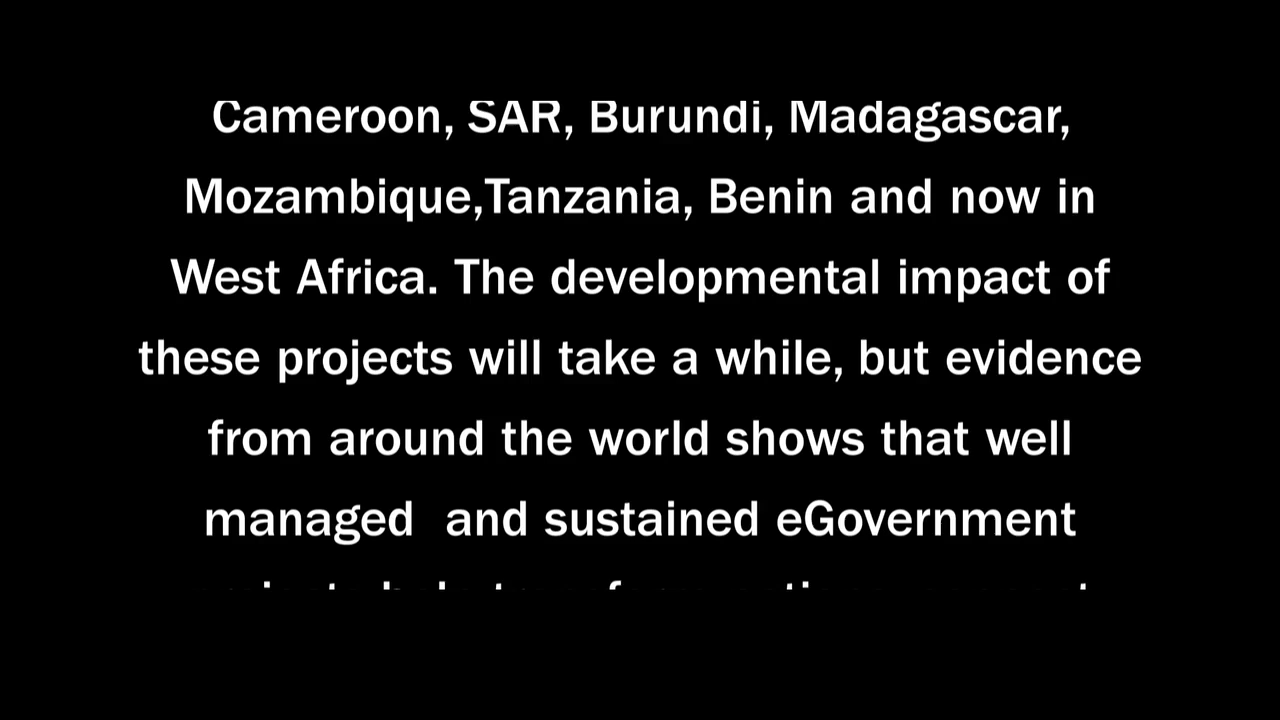 Cameroon, SAR, Burundi, Madagascar,
Mozambique,Tanzania, Benin and now in
West Africa. The developmental impact of
these projects will take a while, but evidence
from around the world shows that well
managed  and sustained eGovernment